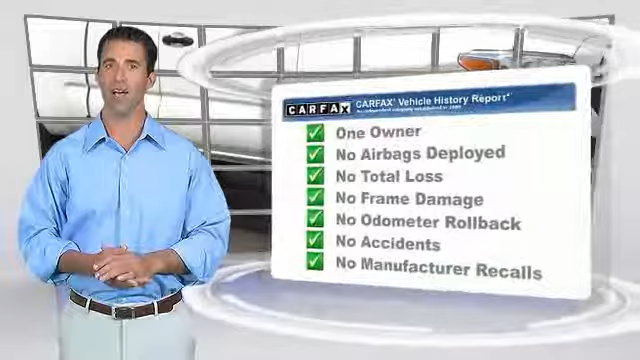 CARFAX
CARFAX Vehicle History Report
One Owner
No Airbags Deployed
No Total Loss
No Frame Damage
No Odometer Rollback
No Accidents
No Manufacturer Recalls